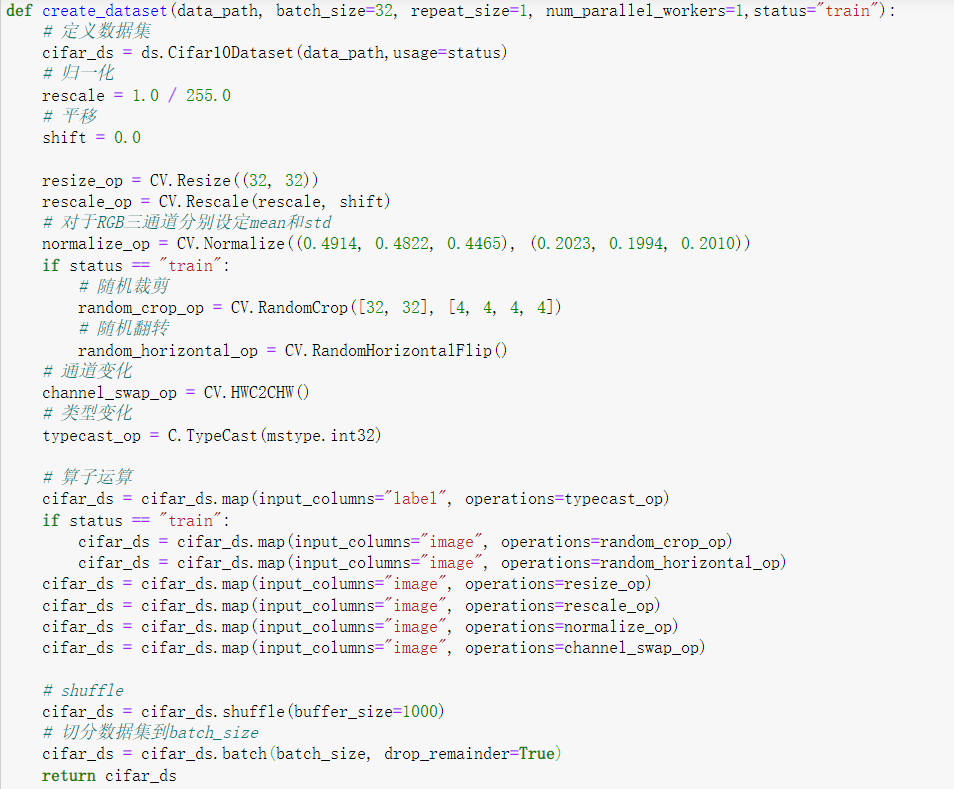 def create_dataset(data_path, batch_size=32, repeat_size=1, num_parallel_workers=1,status="train"):
    # 定义数据集
    cifar_ds = ds.Cifar10Dataset(data_path,usage=status)
    # 归一化
    rescale = 1.0 / 255.0
    # 平移
    shift = 0.0

    resize_op = CV.Resize((32, 32))
    rescale_op = CV.Rescale(rescale, shift)
    # 对于RGB三通道分别设定mean和std
    normalize_op = CV.Normalize((0.4914, 0.4822, 0.4465), (0.2023, 0.1994, 0.2010))
    if status == "train":
        # 随机裁剪
        random_crop_op = CV.RandomCrop([32, 32], [4, 4, 4, 4])
        # 随机翻转
        random_horizontal_op = CV.RandomHorizontalFlip()
    # 通道变化
    channel_swap_op = CV.HWC2CHW()
    # 类型变化
    typecast_op = C.TypeCast(mstype.int32)

    # 算子运算
    cifar_ds = cifar_ds.map(input_columns="label", operations=typecast_op)
    if status == "train":
        cifar_ds = cifar_ds.map(input_columns="image", operations=random_crop_op)
        cifar_ds = cifar_ds.map(input_columns="image", operations=random_horizontal_op)
    cifar_ds = cifar_ds.map(input_columns="image", operations=resize_op)
    cifar_ds = cifar_ds.map(input_columns="image", operations=rescale_op)
    cifar_ds = cifar_ds.map(input_columns="image", operations=normalize_op)
    cifar_ds = cifar_ds.map(input_columns="image", operations=channel_swap_op)

    # shuffle
    cifar_ds = cifar_ds.shuffle(buffer_size=1000)
    # 切分数据集到batch_size
    cifar_ds = cifar_ds.batch(batch_size, drop_remainder=True)
    return cifar_ds